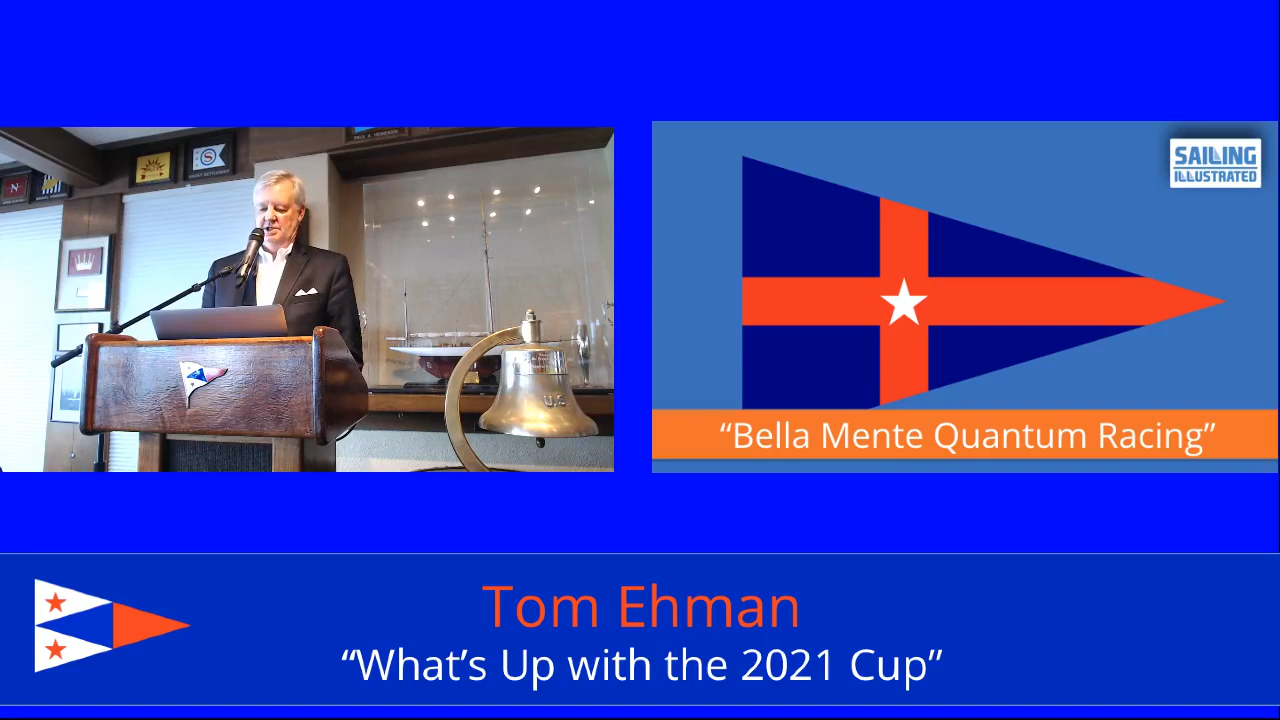 SAILING
ILLUSTRATED
U.S.
“Bella Mente Quantum Racing”
Tom Ehman
“What’s Up with the 2021 Cup”